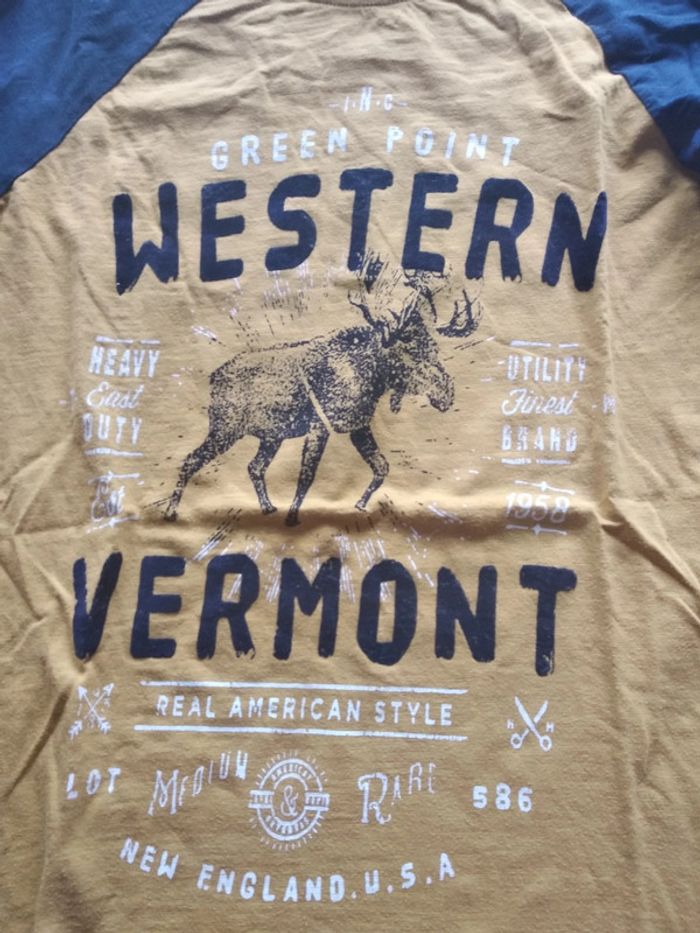 -I.N.C-
GREEN POINT
WESTERN
HEAVY
East
DUTY
Est
UTILITY
Finest
BRAND
1958
VERMONT
REAL AMERICAN STYLE
H H
LOT MEDIUM & RARE 586
NEW ENGLAND.U.S.A